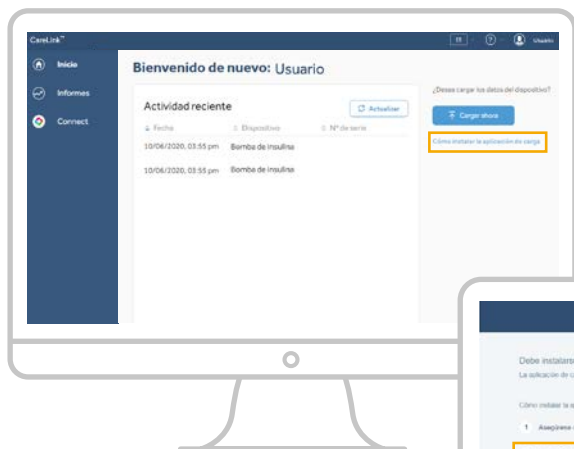 CareLink™
ES
?
Usuario
Inicio
Informes
Connect
Bienvenido de nuevo: Usuario
Actividad reciente
Actualizar
Fecha
Dispositivo
Nº de serie
10/06/2020, 03:55 pm Bomba de insulina
10/06/2020, 03:55 pm Bomba de insulina
¿Desea cargar los datos del dispositivo?
Cargar ahora
Cómo instalar la aplicación de carga
Debe instalarse
La aplicación de
Cómo instalar la
1 Asegúrese